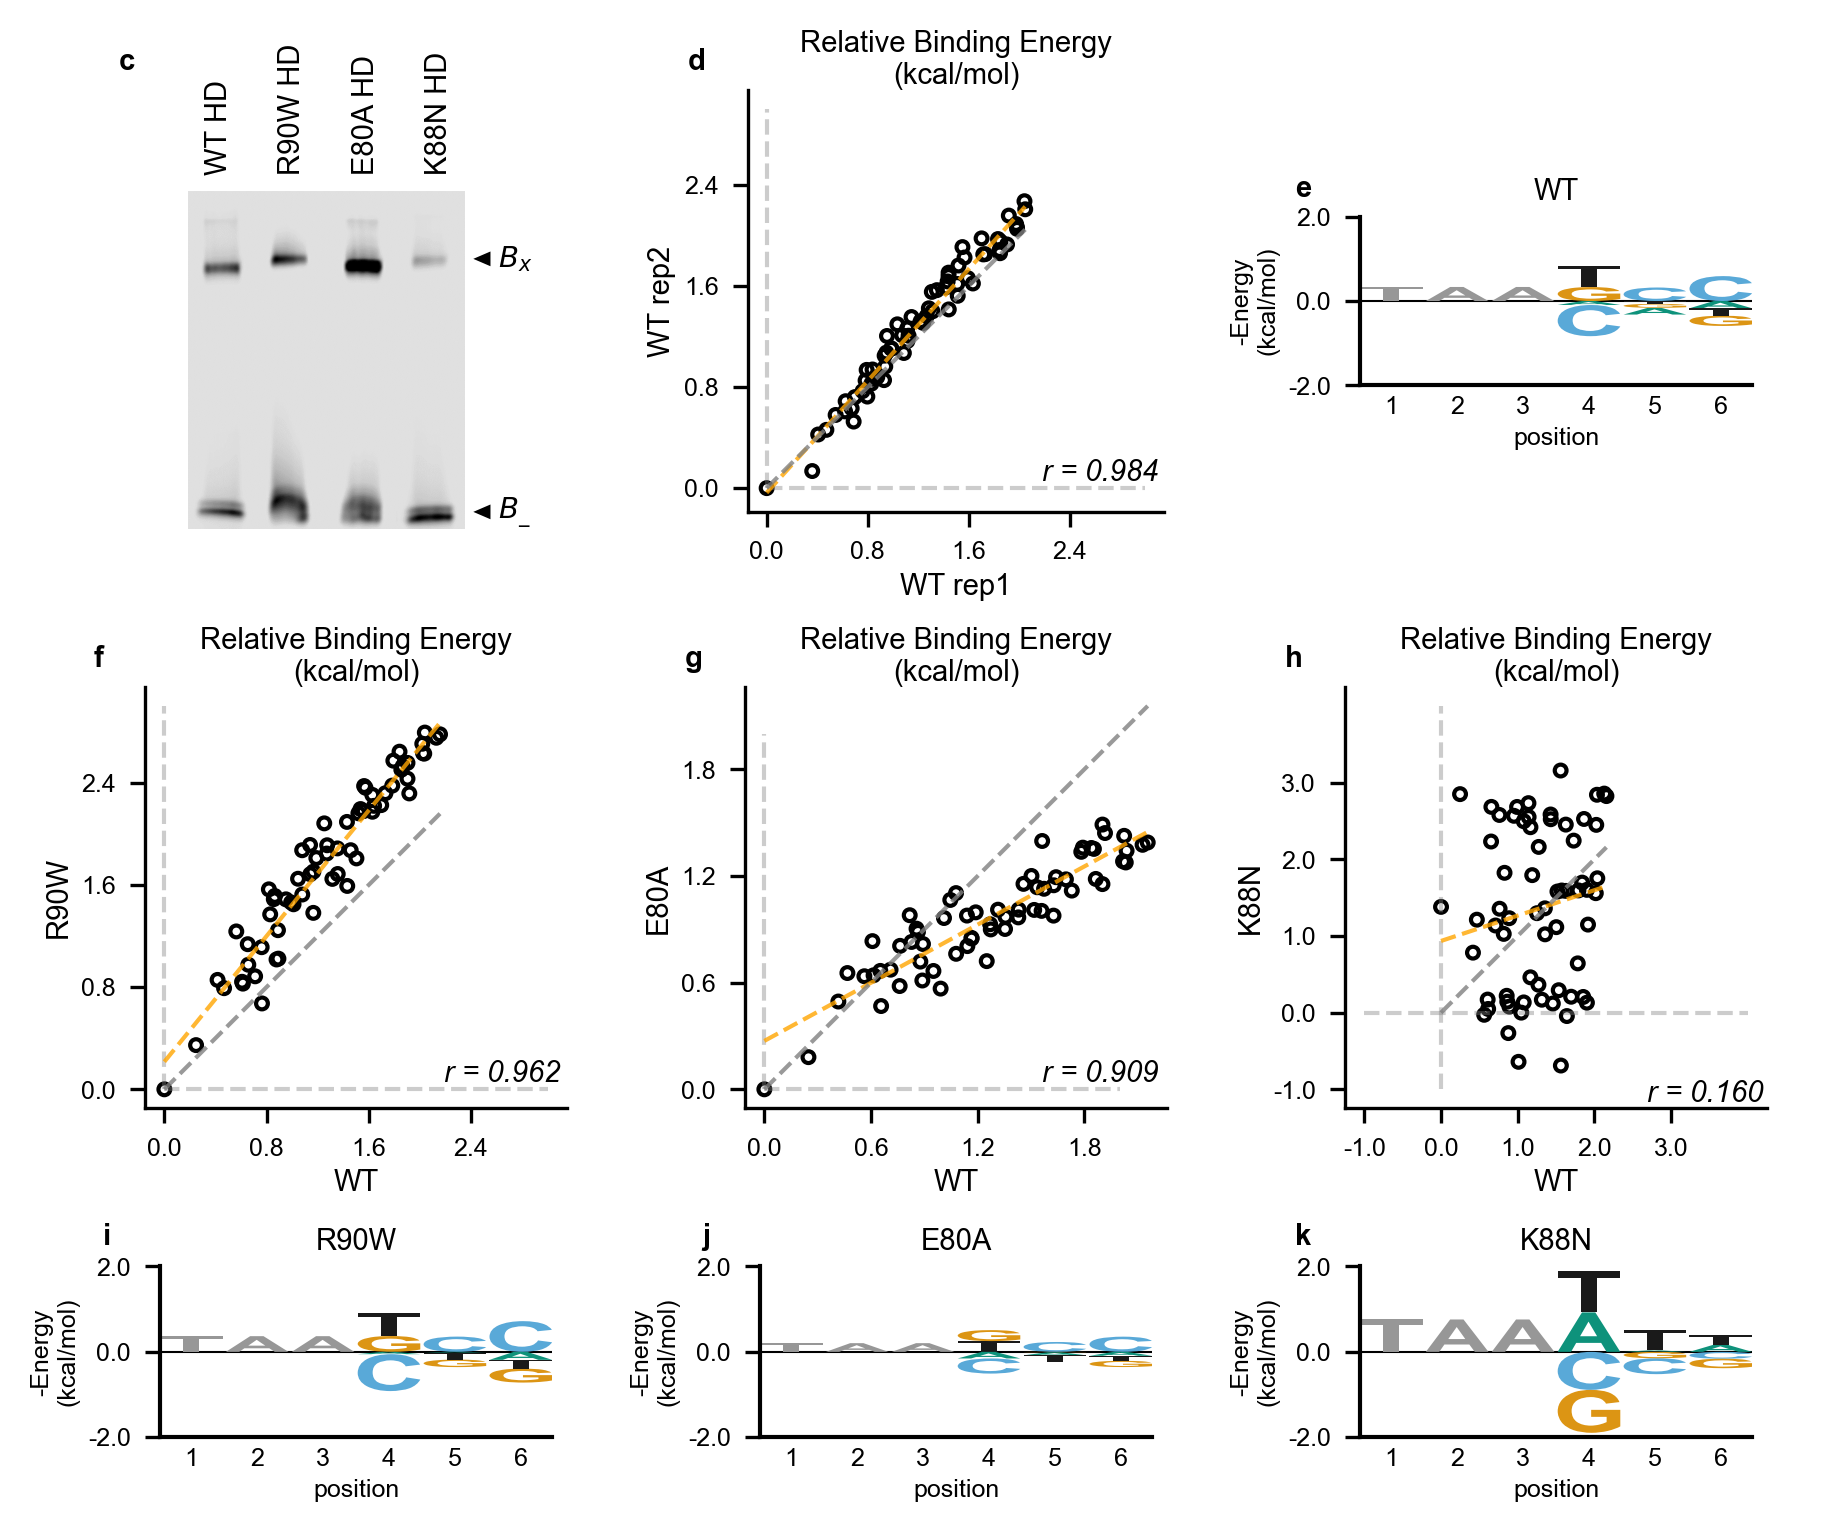 c
WT HD
R90W HD
E80A HD
K88N HD
Bx
B_
d
Relative Binding Energy
(kcal/mol)
WT rep2
2.4
1.6
0.8
0.0
r = 0.984
0.0 0.8 1.6 2.4
WT rep1
e
WT
-Energy
(kcal/mol)
2.0
0.0
-2.0
T A A T G A C C G A C A T G
1 2 3 4 5 6
position
f
Relative Binding Energy
(kcal/mol)
R90W
2.4
1.6
0.8
0.0
r = 0.962
0.0 0.8 1.6 2.4
WT
g
Relative Binding Energy
(kcal/mol)
E80A
1.8
1.2
0.6
0.0
r = 0.909
0.0 0.6 1.2 1.8
WT
h
Relative Binding Energy
(kcal/mol)
K88N
3.0
2.0
1.0
0.0
-1.0
r = 0.160
-1.0 0.0 1.0 2.0 3.0
WT
i
R90W
-Energy
(kcal/mol)
2.0
0.0
-2.0
T A A T G C C T G C A T G
1 2 3 4 5 6
position
j
E80A
-Energy
(kcal/mol)
2.0
0.0
-2.0
T A A G T A C C A T C A T G
1 2 3 4 5 6
position
k
K88N
-Energy
(kcal/mol)
2.0
0.0
-2.0
T A A T A C G T G C T A C G
1 2 3 4 5 6
position